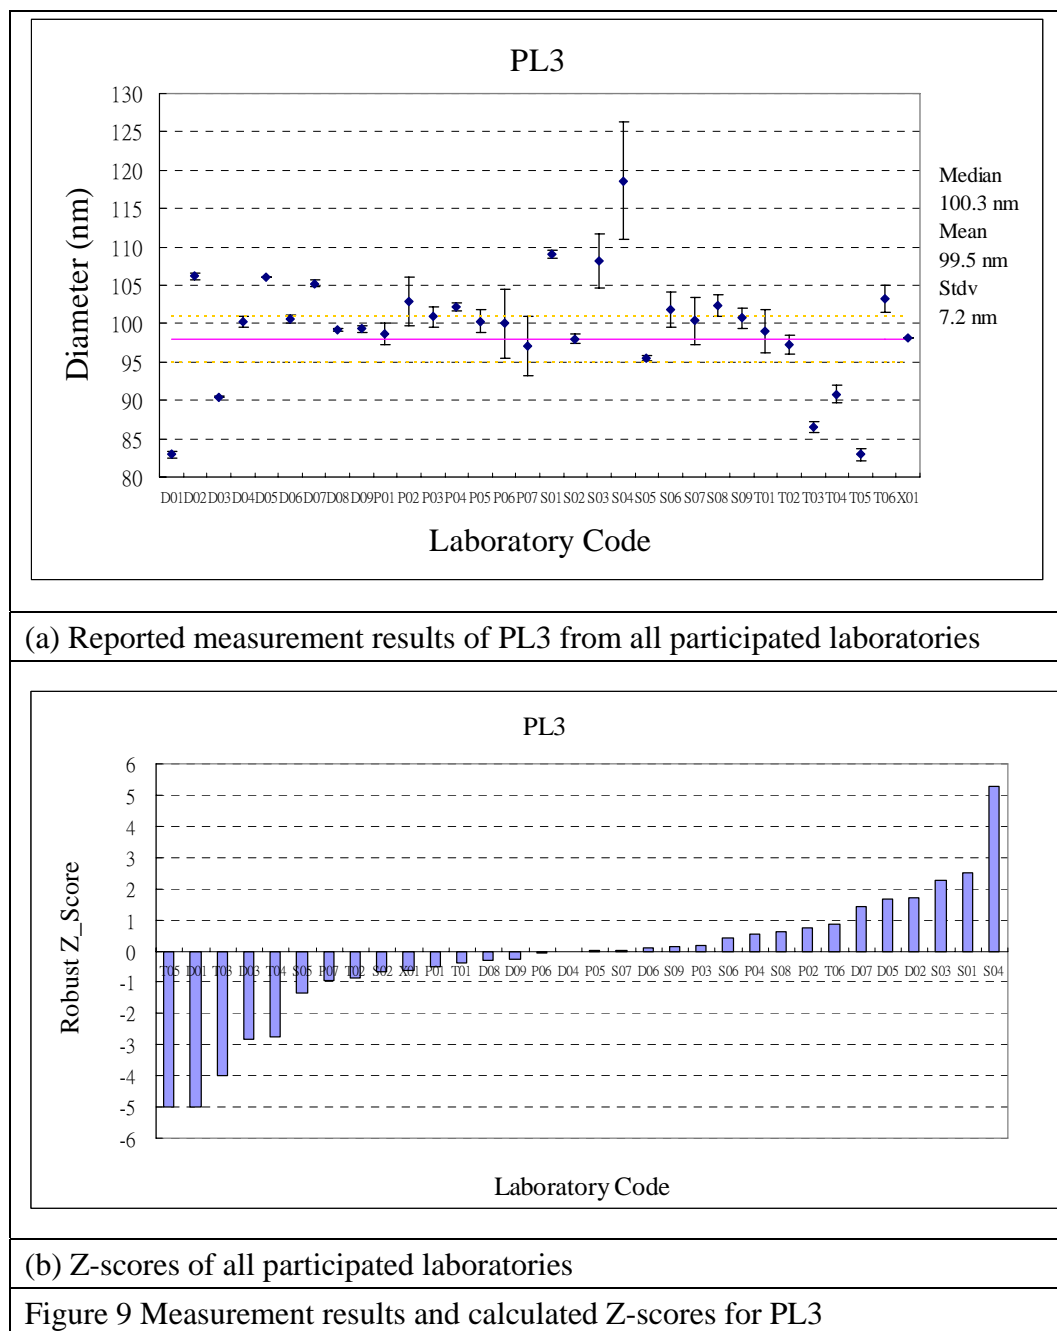 PL3
130
125
120
115
110
105
100
95
90
85
80
Diameter (nm)
D01 D02 D03 D04 D05 D06 D07 D08 D09 P01 P02 P03 P04 P05 P06 P07 S01 S02 S03 S04 S05 S06 S07 S08 S09 T01 T02 T03 T04 T05 T06 X01
Laboratory Code
Median
100.3 nm
Mean
99.5 nm
Stdv
7.2 nm
(a) Reported measurement results of PL3 from all participated laboratories
PL3
6
5
4
3
2
1
0
-1
-2
-3
-4
-5
-6
Robust Z_Score
T05 D01 T03 D03 T04 S05 P07 T02 S02 X01 P01 T01 D08 D09 P06 D04 P05 S07 D06 S09 P03 S06 P04 S08 P02 T06 D07 D05 D02 S03 S01 S04
Laboratory Code
(b) Z-scores of all participated laboratories
Figure 9 Measurement results and calculated Z-scores for PL3